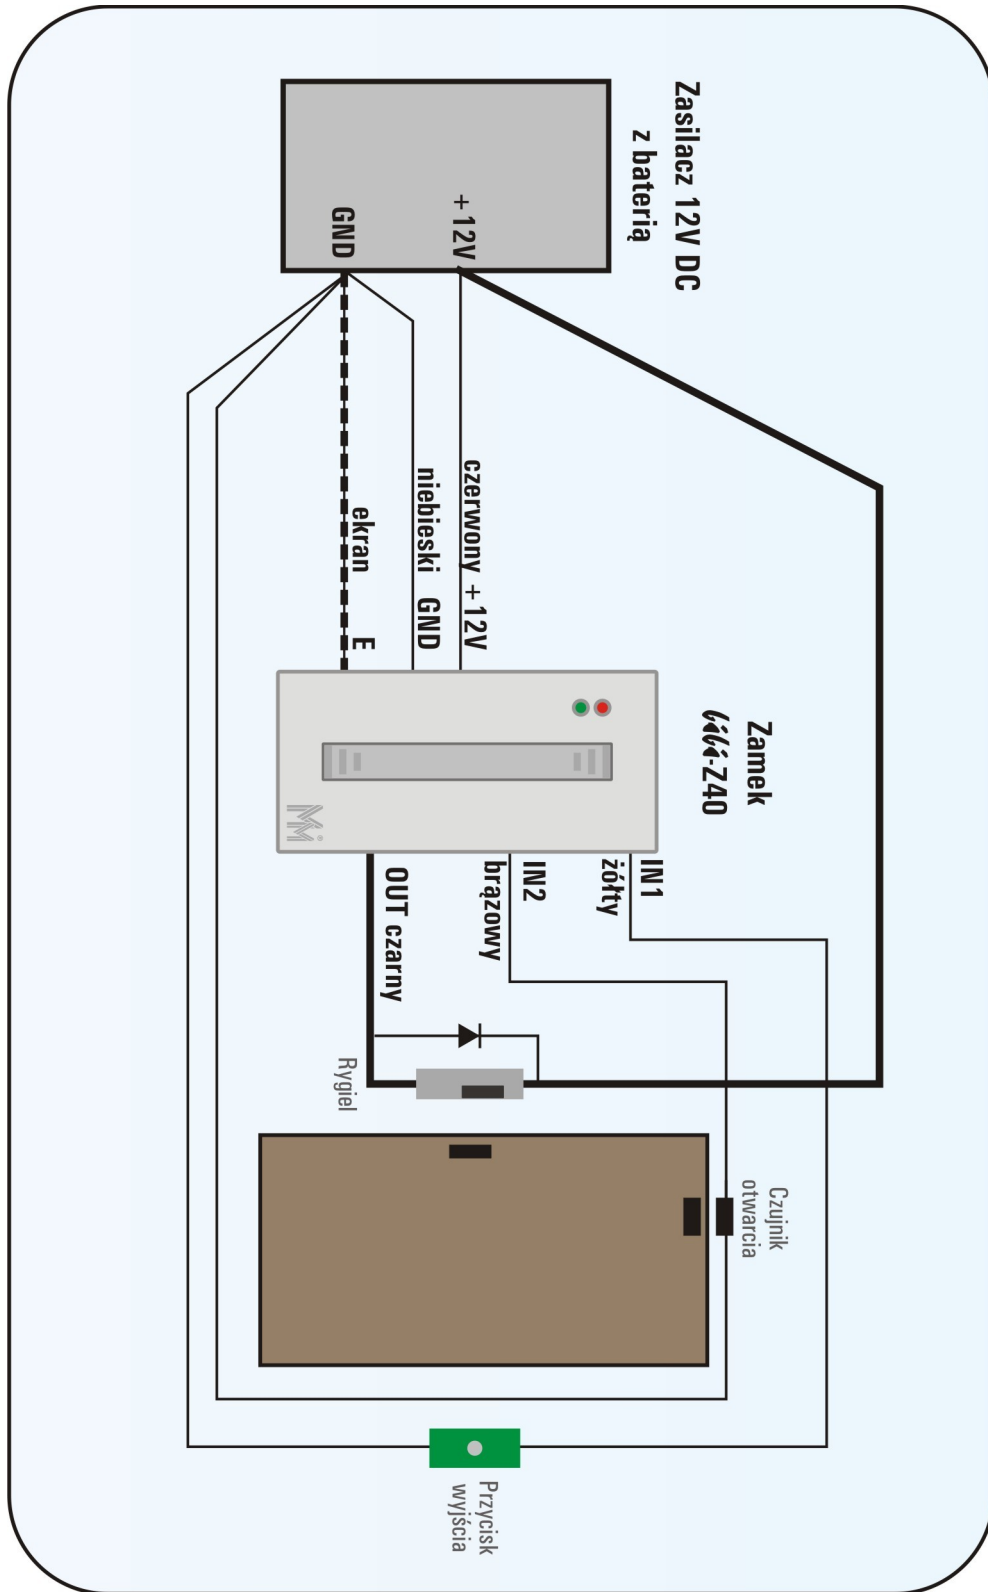 Zasilacz 12V DC
z baterią
+12V
GND
czerwony +12V
niebieski GND
ekran E
Zamek
bibi-Z40
IN1
żółty
IN2
brązowy
OUT czarny
Rygiel
Czujnik
otwarcia
Przycisk
wyjścia